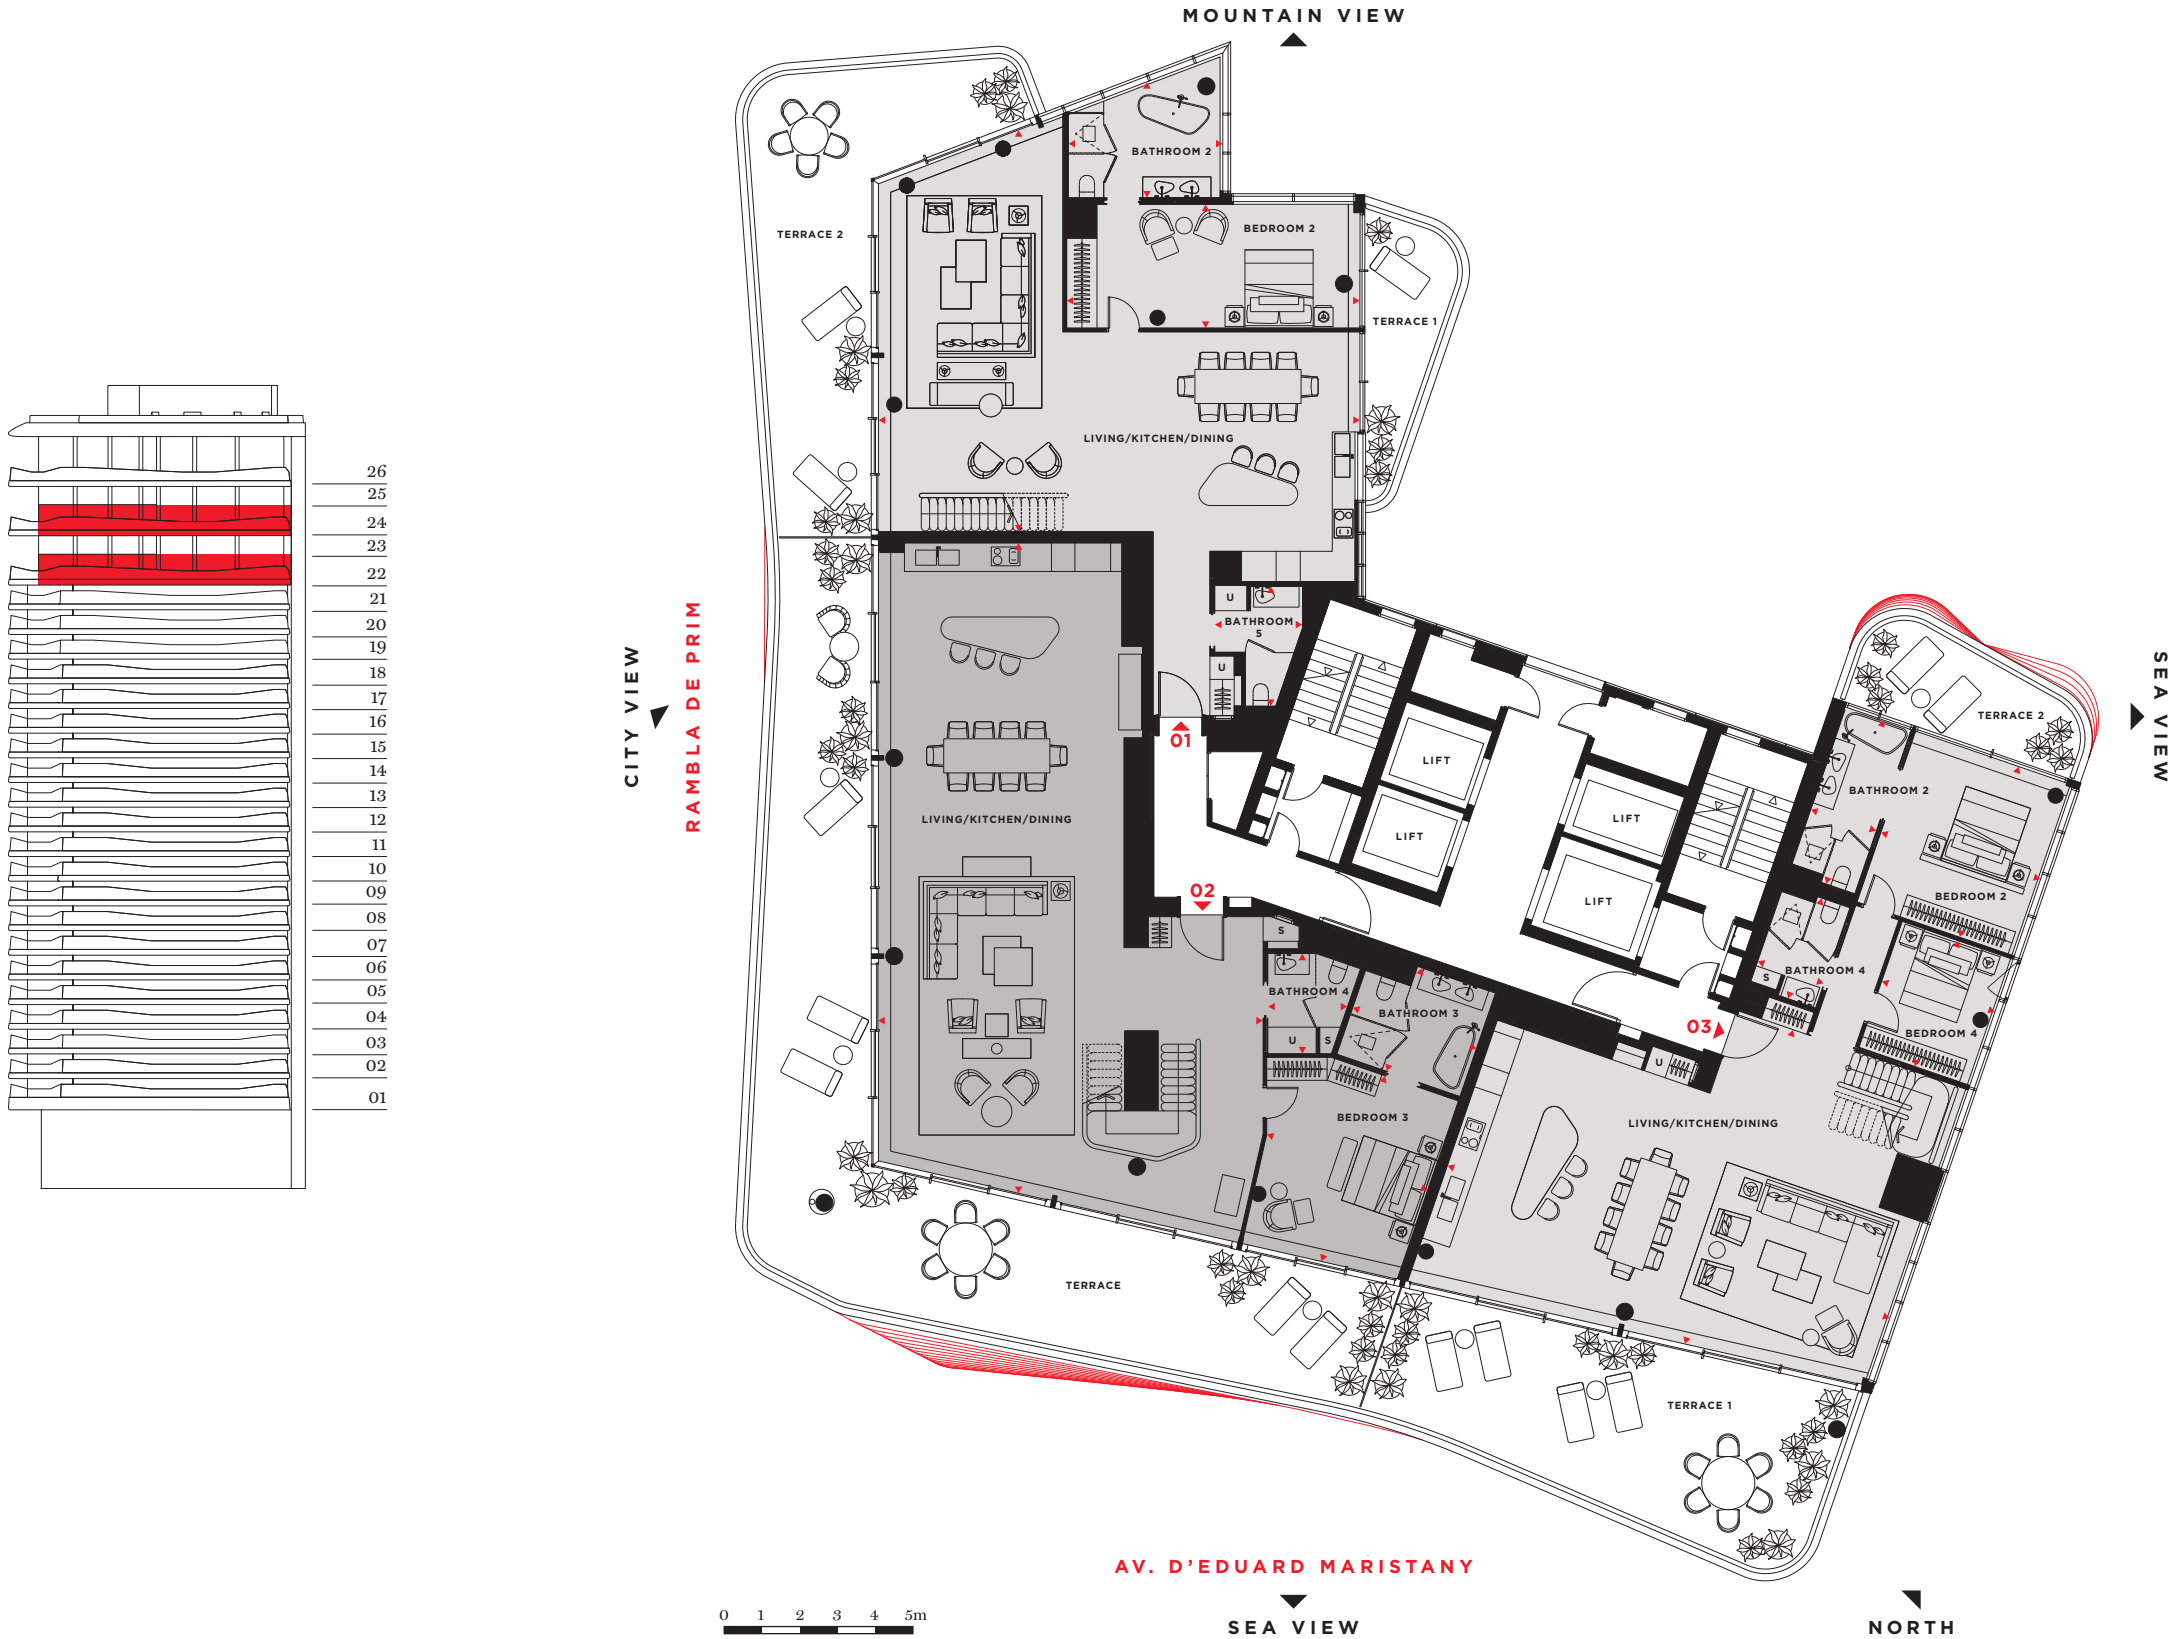 MOUNTAIN VIEW
BATHROOM 2
TERRACE 2
BEDROOM 2
TERRACE 1
LIVING/KITCHEN/DINING
26
25
24
23
22
21
20
19
18
17
16
15
14
13
12
11
10
09
08
07
06
05
04
03
02
01
CITY VIEW
RAMBLA DE PRIM
U
BATHROOM
5
U
01
LIFT
LIFT
LIFT
LIFT
TERRACE 2
SEA VIEW
BATHROOM 2
BEDROOM 2
LIVING/KITCHEN/DINING
02
S
BATHROOM 4
BATHROOM 3
U
S
BEDROOM 3
S
BATHROOM 4
BEDROOM 4
03
U
LIVING/KITCHEN/DINING
TERRACE
TERRACE 1
AV. D'EDUARD MARISTANY
0 1 2 3 4 5m
SEA VIEW
NORTH